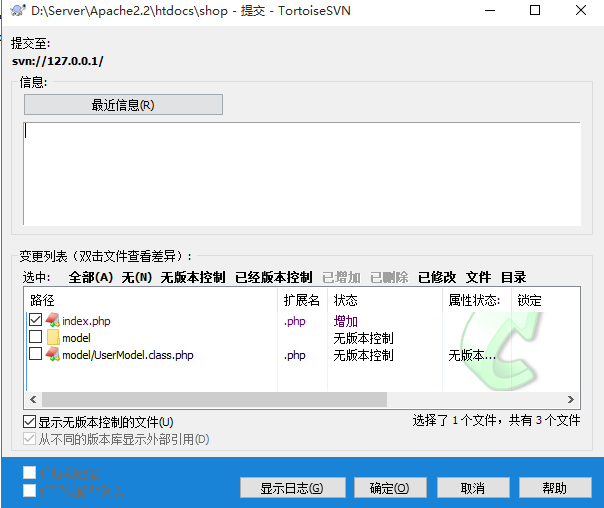 D:\Server\Apache2.2\htdocs\shop - 提交 - TortoiseSVN
提交至:
svn://127.0.0.1/
信息:
最近信息(R)
变更列表（双击文件查看差异）:
选中: 全部(A) 无(N) 无版本控制 已经版本控制 已增加 已删除 已修改 文件 目录
路径 扩展名 状态 属性状态: 锁定
index.php .php 增加
model 无版本控制
model/UserModel.class.php .php 无版本控制 无版本...
显示无版本控制的文件(U) 选择了 1 个文件，共有 3 个文件
从不同的版本库显示外部引用(D)
显示日志(G) 确定(O) 取消 帮助